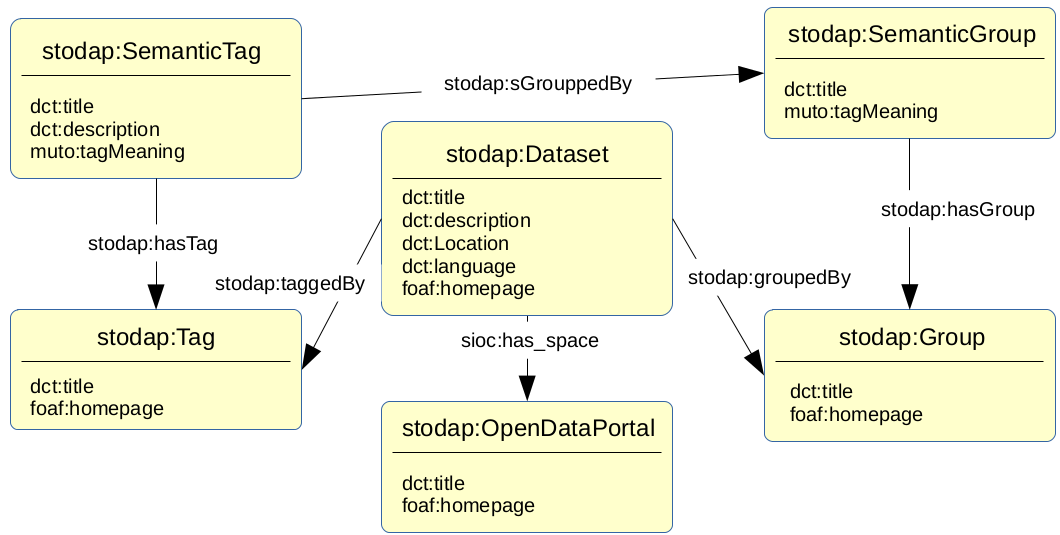 stodap:SemanticTag
dct:title
dct:description
muto:tagMeaning
stodap:sGrouppedBy
stodap:SemanticGroup
dct:title
muto:tagMeaning
stodap:Dataset
dct:title
dct:description
dct:Location
dct:language
foaf:homepage
stodap:hasTag
stodap:taggedBy
stodap:groupedBy
stodap:hasGroup
stodap:Tag
dct:title
foaf:homepage
sioc:has_space
stodap:Group
dct:title
foaf:homepage
stodap:OpenDataPortal
dct:title
foaf:homepage